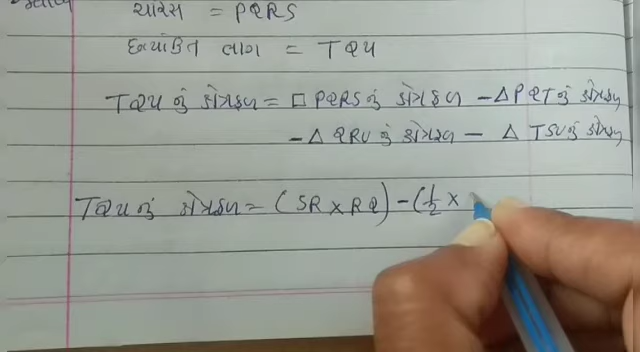 ચોરસ = PQRS
છાયાંકિત ભાગ = TQU
TQU નું ક્ષેત્રફળ = □ PQRS નું ક્ષેત્રફળ - △PQT નું ક્ષેત્રફળ
- △ QRU નું ક્ષેત્રફળ - △ TSU નું ક્ષેત્રફળ
TQU નું ક્ષેત્રફળ = (SR × RQ) - (1/2 ×